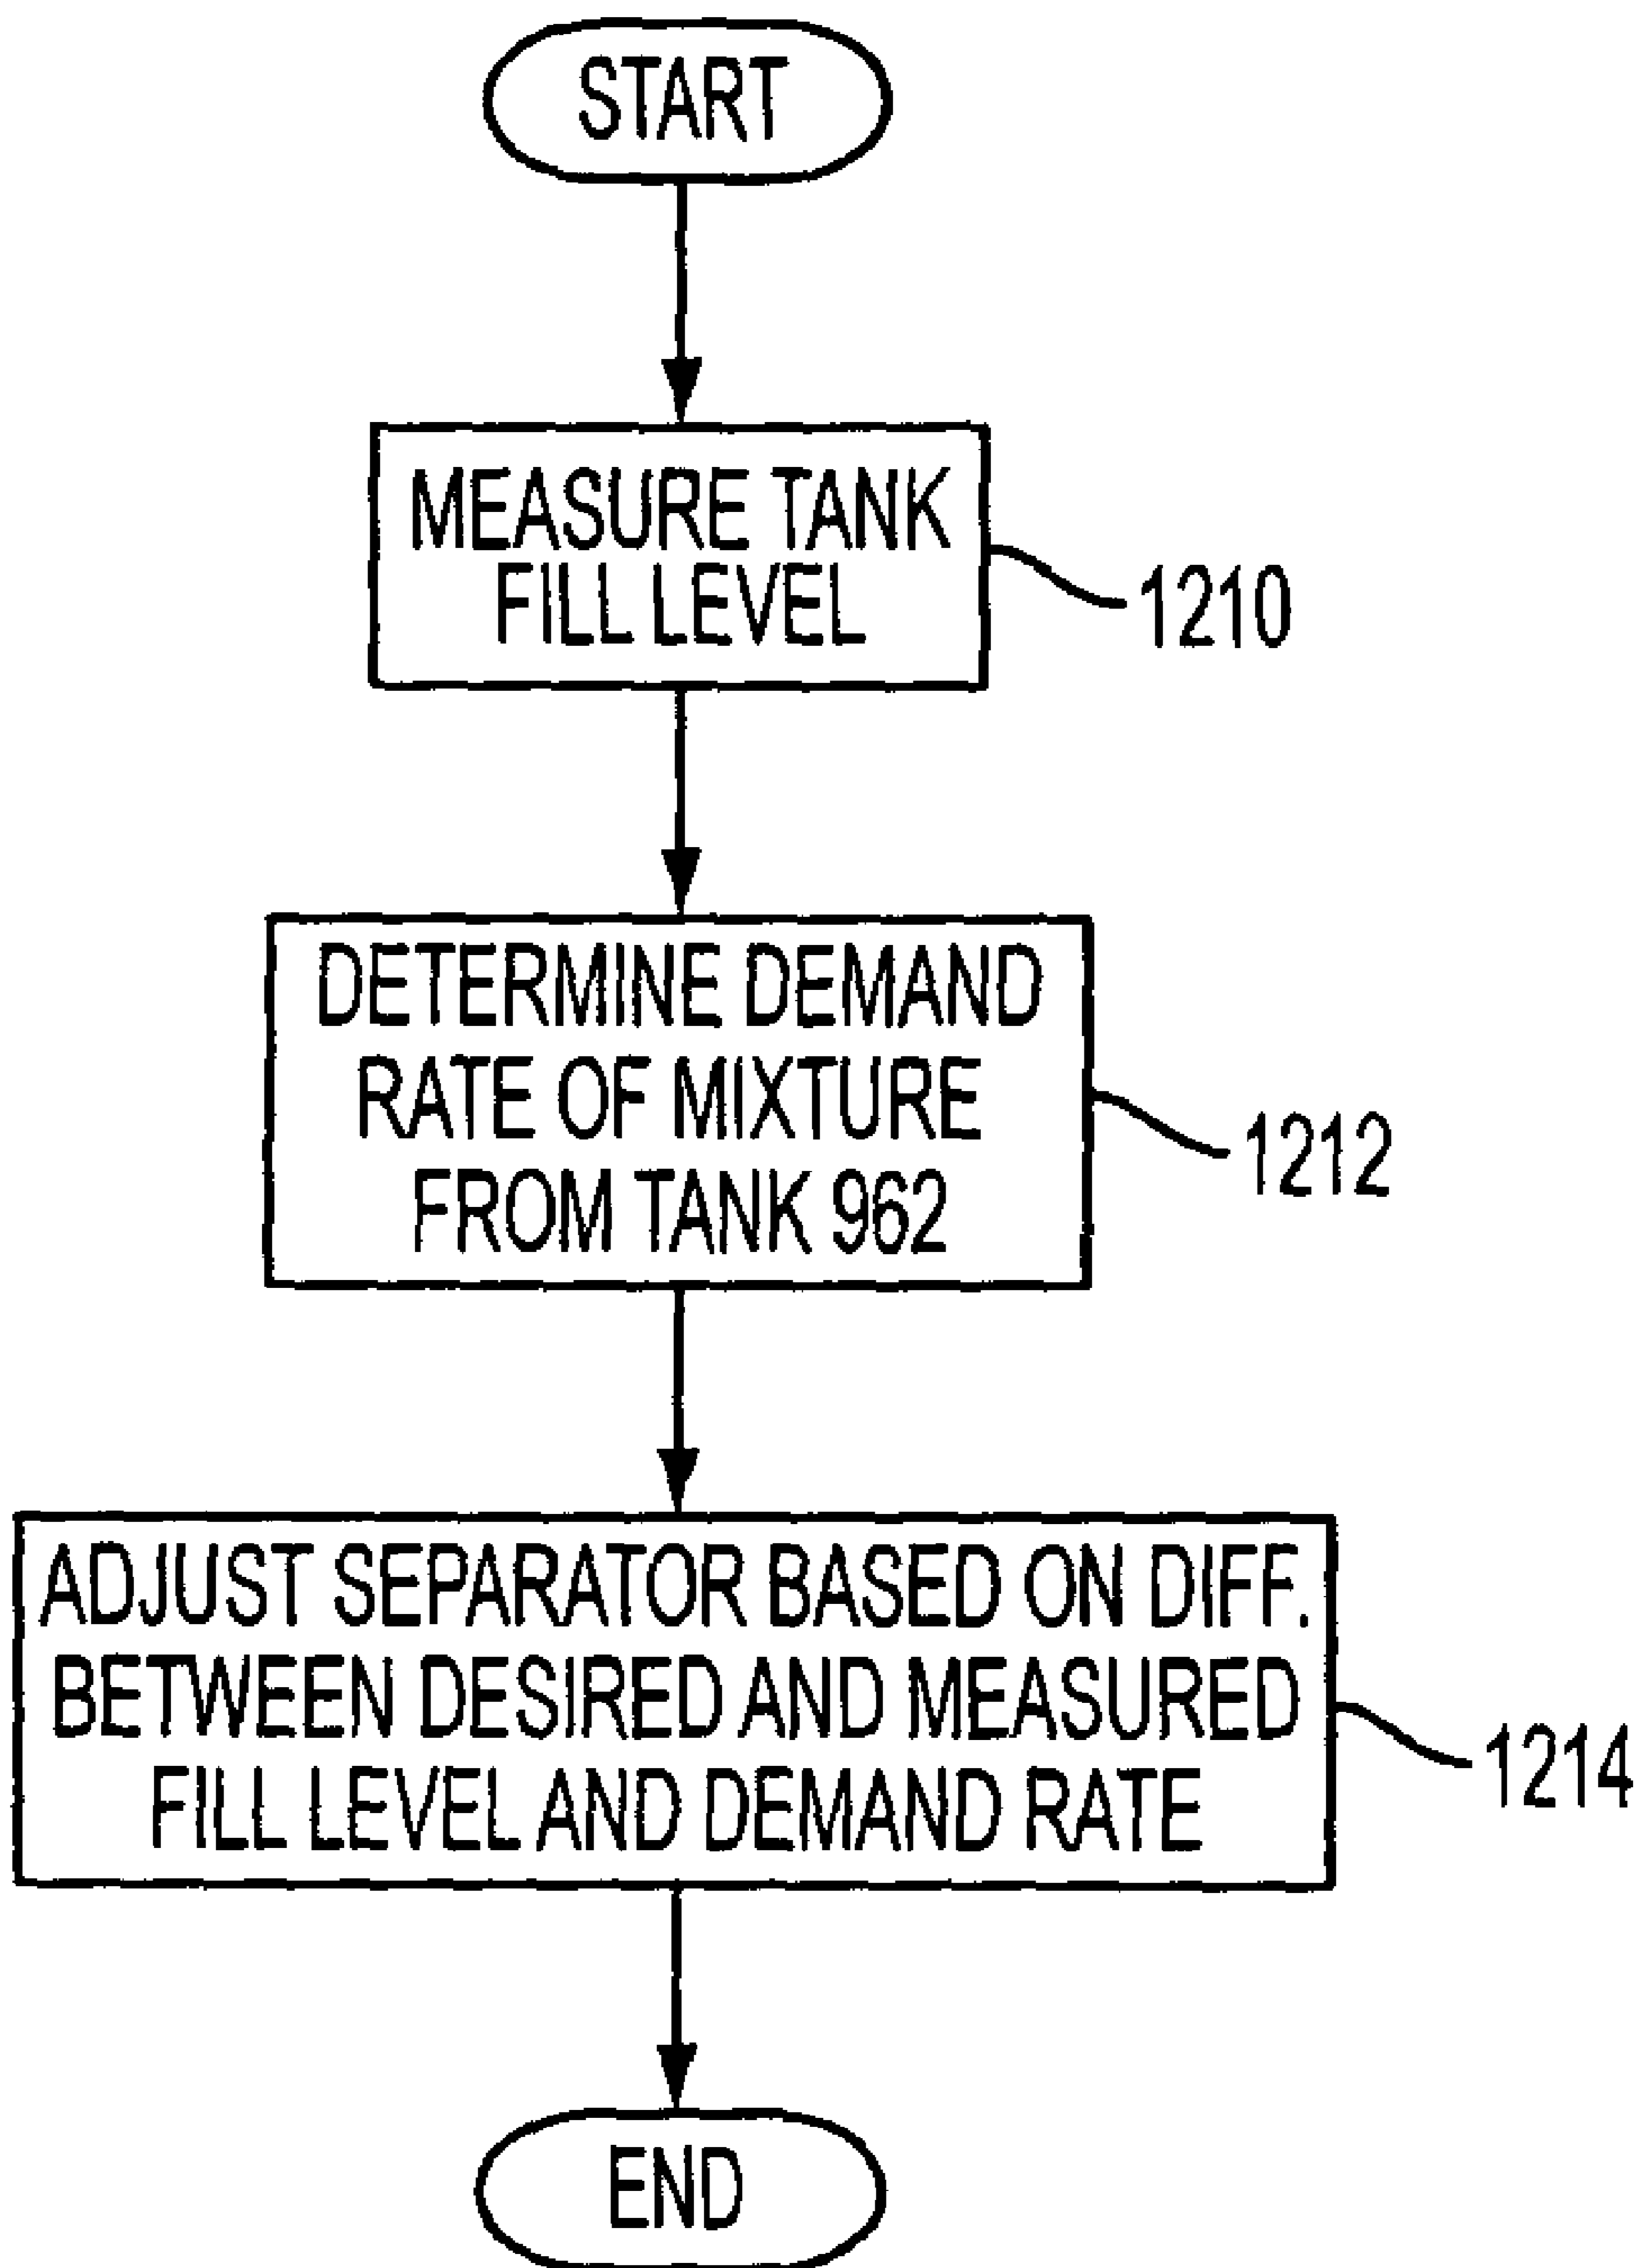 START
MEASURE TANK
FILL LEVEL
1210
DETERMINE DEMAND
RATE OF MIXTURE
FROM TANK 962
1212
ADJUST SEPARATOR BASED ON DIFF.
BETWEEN DESIRED AND MEASURED
FILL LEVEL AND DEMAND RATE
1214
END